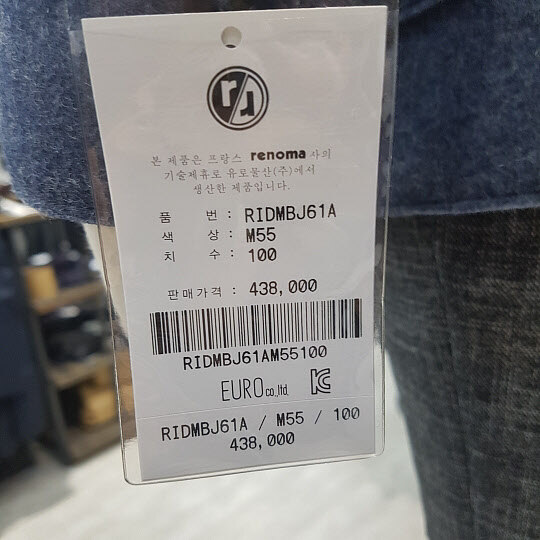 본 제품은 프랑스 renoma 사의
기술제휴로 유로물산(주)에서
생산한 제품입니다.
품 번 : RIDMBJ61A
색 상 : M55
치 수 : 100
판매가격 : 438,000
RIDMBJ61AM55100
EURO co.,ltd.
RIDMBJ61A / M55 / 100
438,000